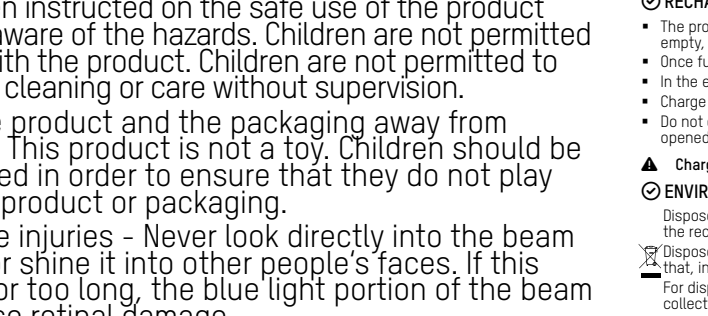 n instructed on the safe use of the product
aware of the hazards. Children are not permitted
ith the product. Children are not permitted to
cleaning or care without supervision.
product and the packaging away from
This product is not a toy. Children should be
ed in order to ensure that they do not play
product or packaging.
e injuries - Never look directly into the beam
r shine it into other people's faces. If this
or too long, the blue light portion of the beam
se retinal damage
RECHA
▪ The pro
empty,
▪ Once fu
▪ In the e
▪ Charge
▪ Do not
opened
Charg
ENVIR
Dispose
the rec
Dispose
that, in
For disp
collect